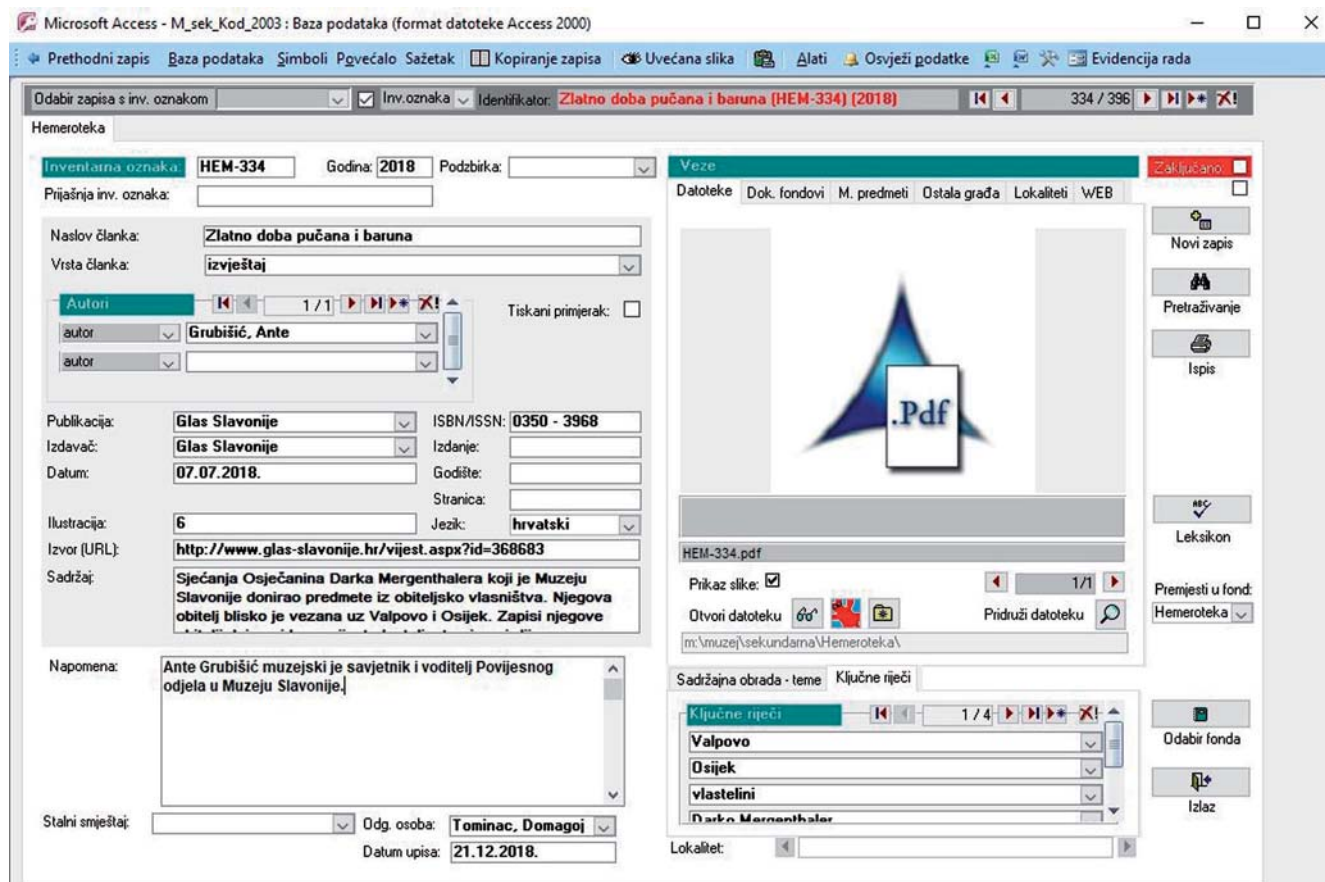 Microsoft Access - M_sek_Kod_2003 : Baza podataka (format datoteke Access 2000)
Prethodni zapis Baza podataka Simboli Povećalo Sažetak Kopiranje zapisa Uvećana slika Alati Osvježi podatke Evidencija rada
Odabir zapisa s inv. oznakom Inv.oznaka Identifikator: Zlatno doba pučana i baruna (HEM-334) (2018) 334 / 396
Hemeroteka
Inventarna oznaka: HEM-334 Godina: 2018 Podzbirka:
Prijašnja inv. oznaka:
Naslov članka: Zlatno doba pučana i baruna
Vrsta članka: izvještaj
Autori 1 / 1 Tiskani primjerak:
autor Grubišić, Ante
autor
Publikacija: Glas Slavonije ISBN/ISSN: 0350 - 3968
Izdavač: Glas Slavonije Izdanje:
Datum: 07.07.2018. Godište:
Stranica:
Ilustracija: 6 Jezik: hrvatski
Izvor (URL): http://www.glas-slavonije.hr/vijest.aspx?id=368683
Sadržaj: Sjećanja Osječanina Darka Mergenthalera koji je Muzeju
Slavonije donirao predmete iz obiteljsko vlasništva. Njegova
obitelj blisko je vezana uz Valpovo i Osijek. Zapisi njegove
Napomena: Ante Grubišić muzejski je savjetnik i voditelj Povijesnog
odjela u Muzeju Slavonije.
Stalni smještaj: Odg. osoba: Tominac, Domagoj
Datum upisa: 21.12.2018.
Veze
Datoteke Dok. fondovi M. predmeti Ostala građa Lokaliteti WEB
.Pdf
HEM-334.pdf
Prikaz slike: 1/1
Otvori datoteku Pridruži datoteku
m:\muzej\sekundarna\Hemeroteka\
Sadržajna obrada - teme Ključne riječi
Ključne riječi 1 / 4
Valpovo
Osijek
vlastelini
Darko Mergenthaler
Lokalitet:
Zaključano:
Novi zapis
Pretraživanje
Ispis
ABC
Leksikon
Premjesti u fond:
Hemeroteka
Odabir fonda
Izlaz